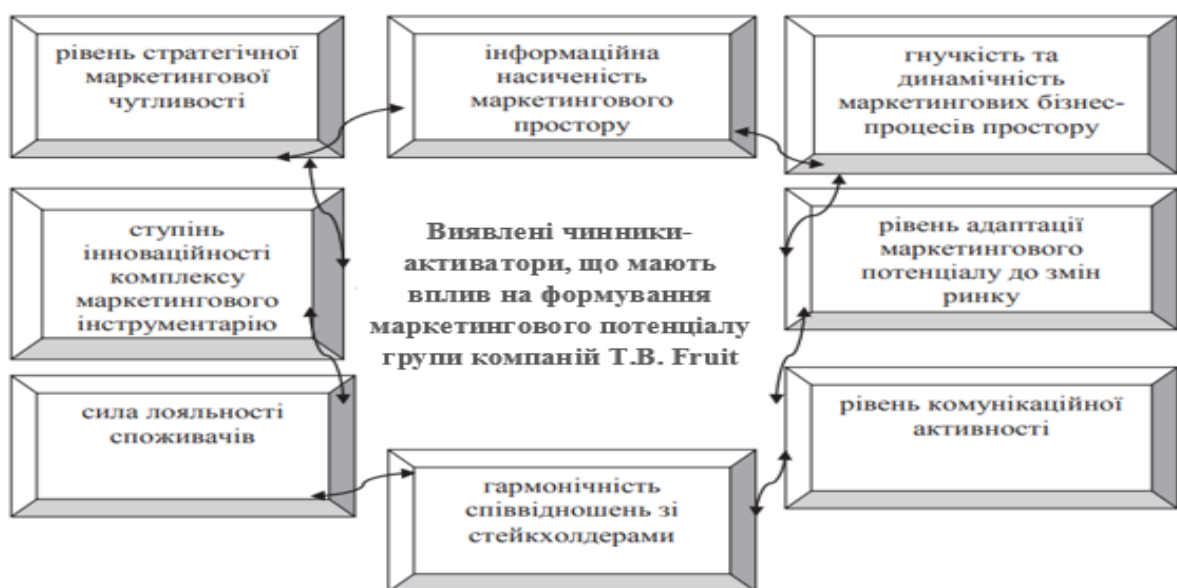 рівень стратегічної
маркетингової
чутливості
інформаційна
насиченість
маркетингового
простору
гнучкість та
динамічність
маркетингових бізнес-
процесів простору
ступінь
інноваційності
комплексу
маркетингового
інструментарію
Виявлені чинники-
активатори, що мають
вплив на формування
маркетингового потенціалу
групи компаній Т.В. Fruit
рівень адаптації
маркетингового
потенціалу до змін
ринку
сила лояльності
споживачів
гармонічність
співвідношень зі
стейкхолдерами
рівень комунікаційної
активності